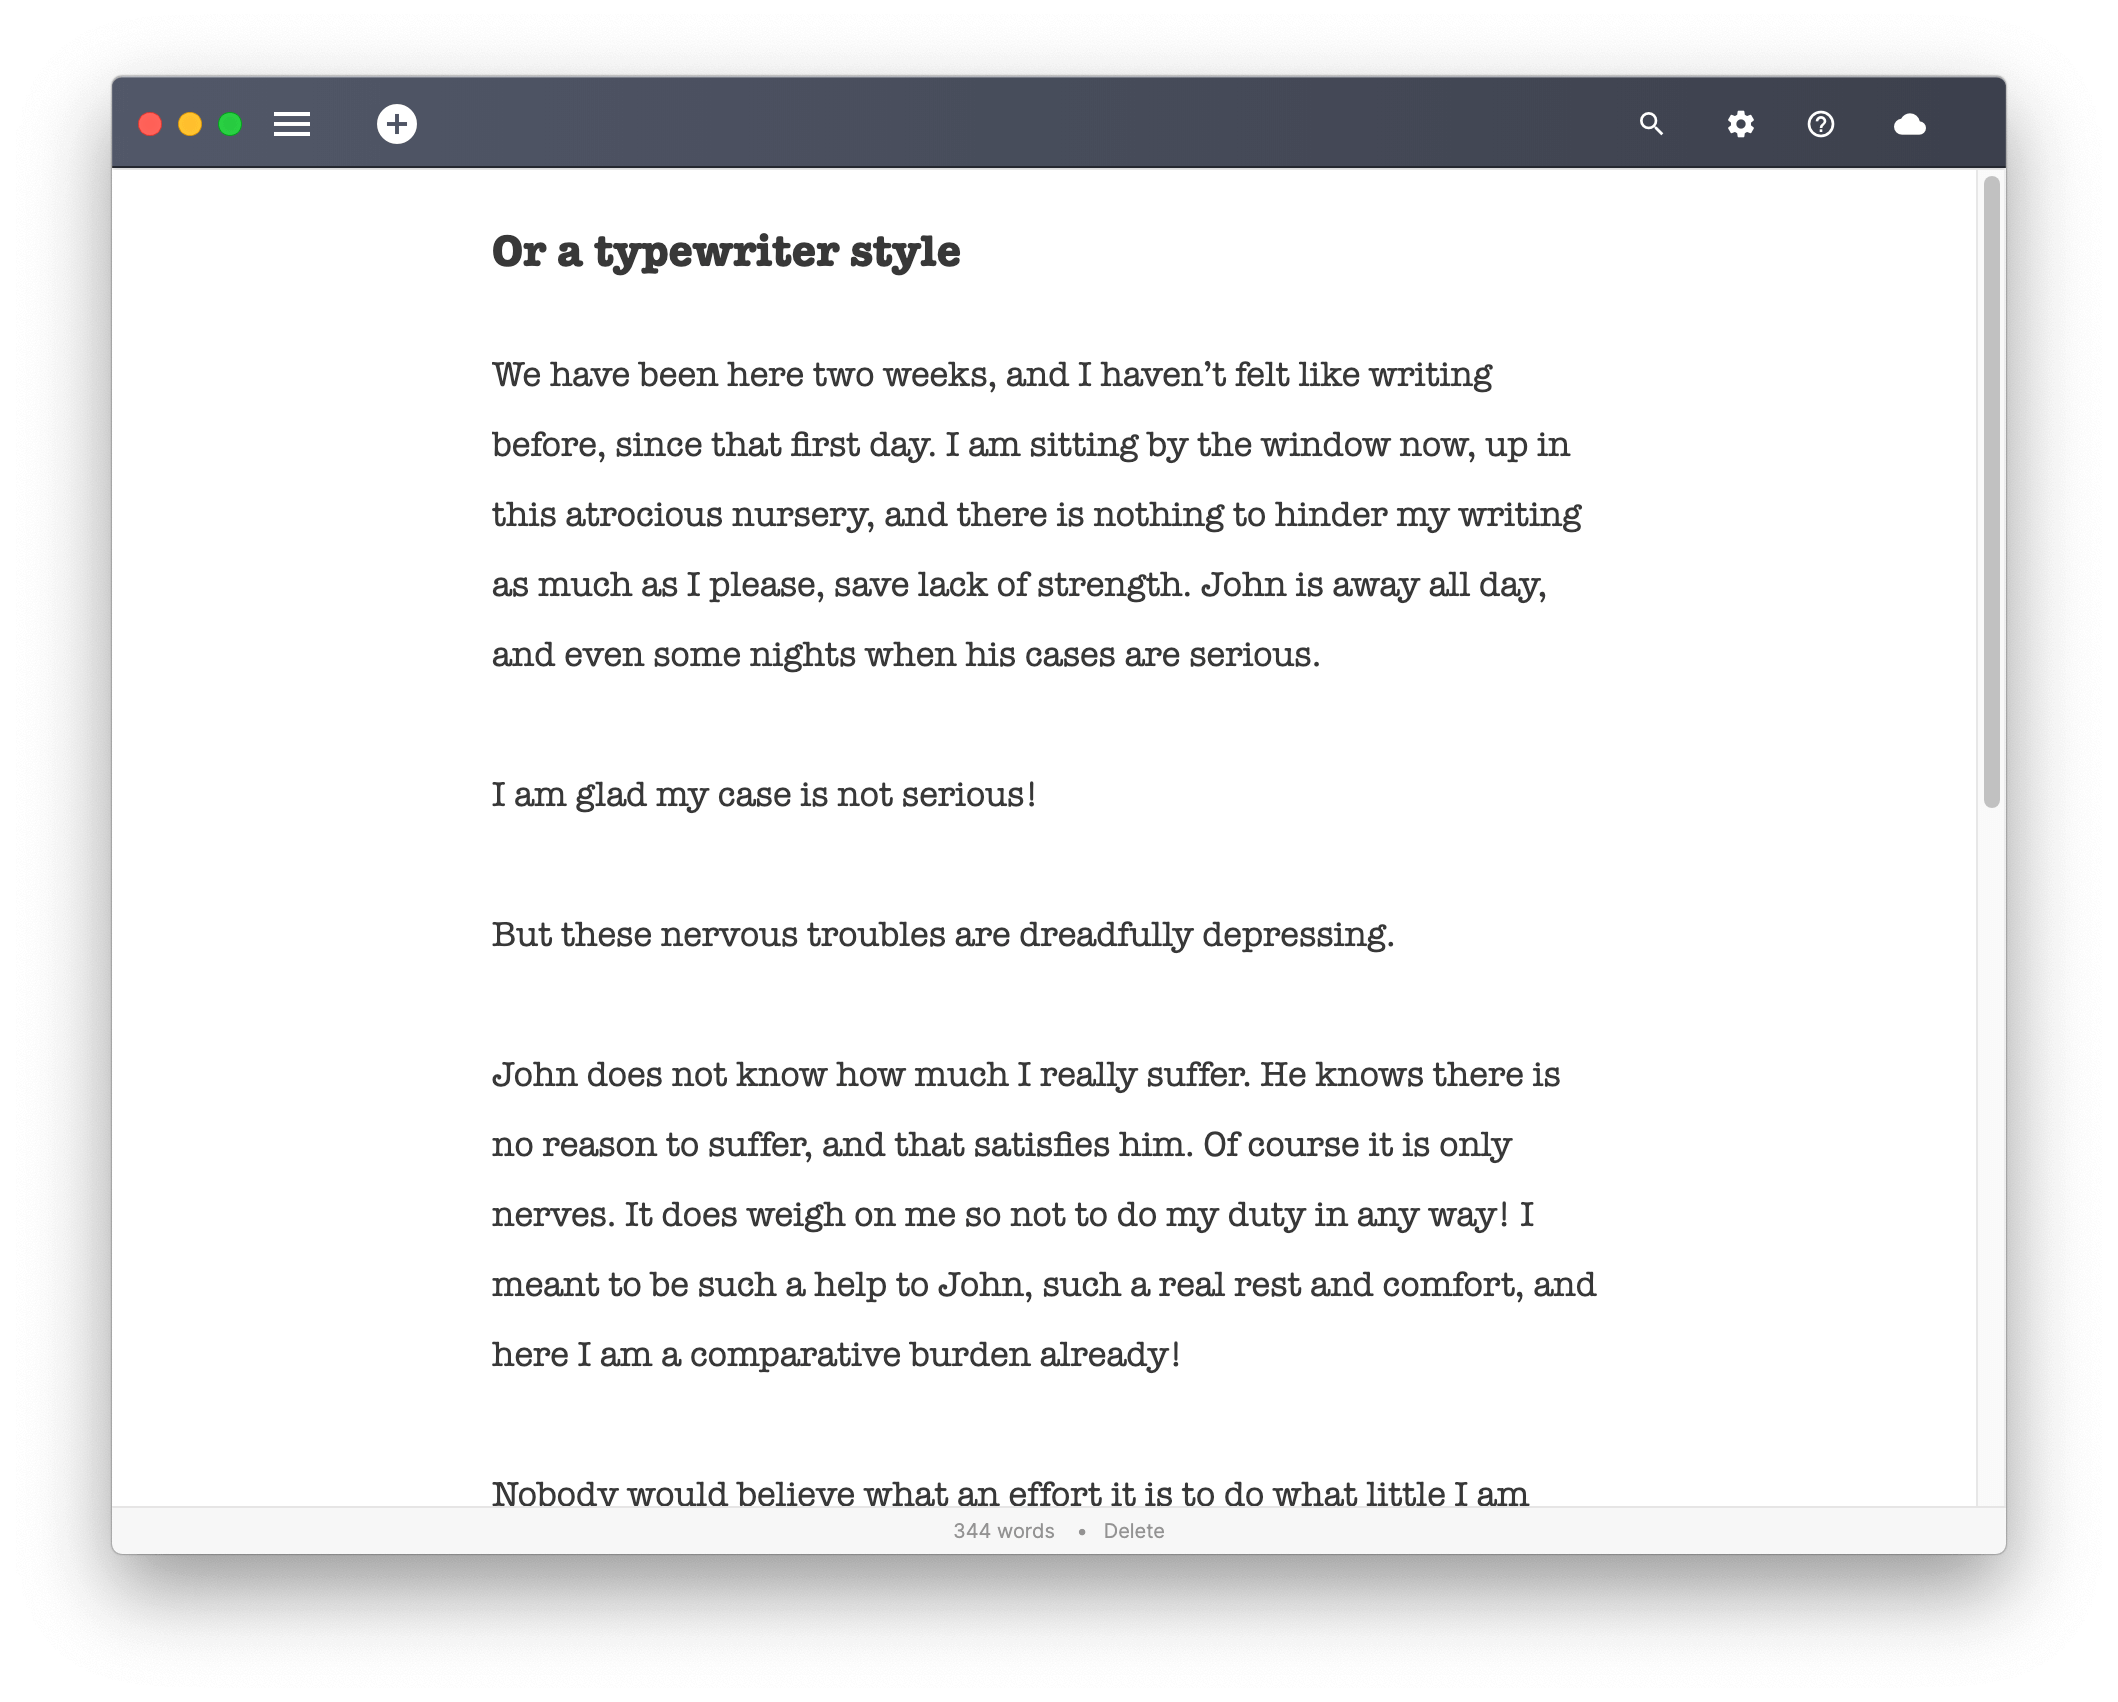 Or a typewriter style
We have been here two weeks, and I haven’t felt like writing
before, since that first day. I am sitting by the window now, up in
this atrocious nursery, and there is nothing to hinder my writing
as much as I please, save lack of strength. John is away all day,
and even some nights when his cases are serious.
I am glad my case is not serious!
But these nervous troubles are dreadfully depressing.
John does not know how much I really suffer. He knows there is
no reason to suffer, and that satisfies him. Of course it is only
nerves. It does weigh on me so not to do my duty in any way! I
meant to be such a help to John, such a real rest and comfort, and
here I am a comparative burden already!
Nobody would believe what an effort it is to do what little I am
344 words • Delete